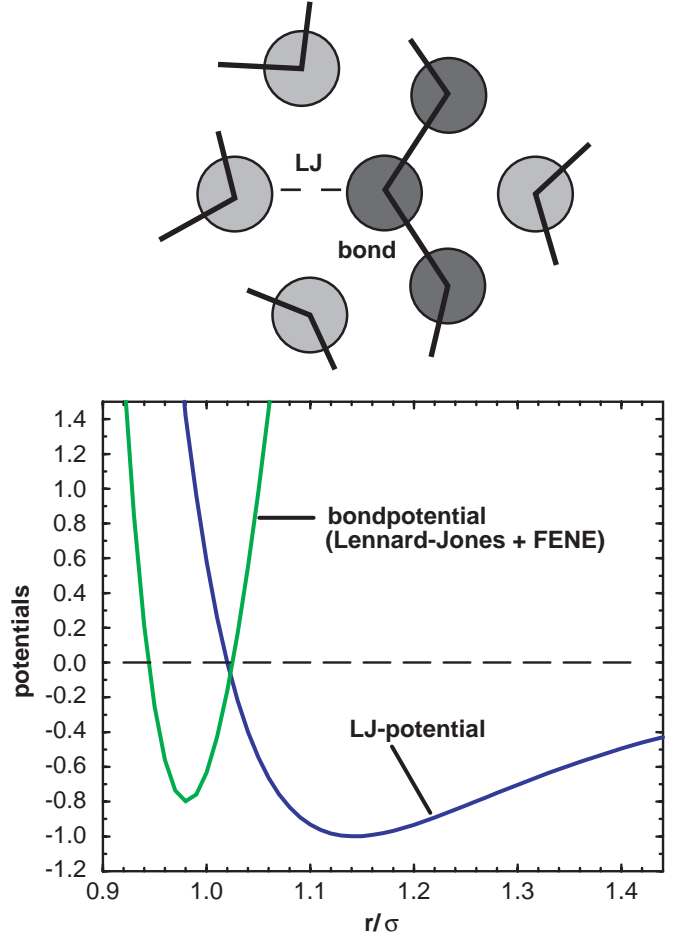 LJ
bond
1.4
1.2
1.0
0.8
0.6
0.4
0.2
0.0
-0.2
-0.4
-0.6
-0.8
-1.0
-1.2
potentials
bondpotential
(Lennard-Jones + FENE)
LJ-potential
0.9 1.0 1.1 1.2 1.3 1.4
r/σ